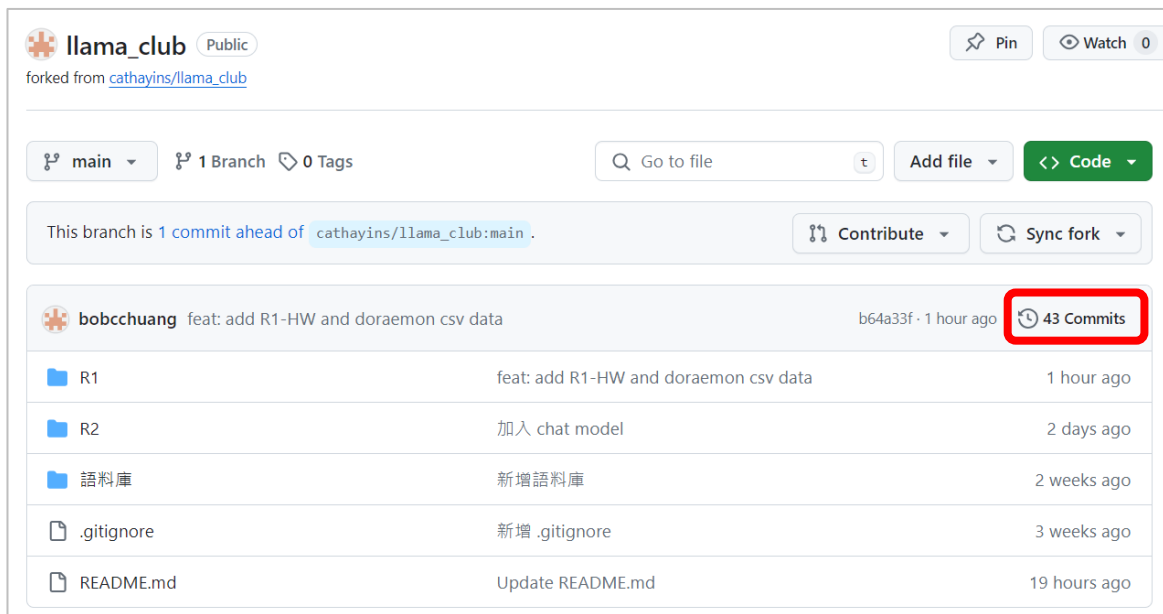 llama_club Public
Pin
Watch 0
forked from cathayins/llama_club
main
1 Branch
0 Tags
Go to file
t
Add file
<> Code
This branch is 1 commit ahead of cathayins/llama_club:main .
Contribute
Sync fork
bobcchuang feat: add R1-HW and doraemon csv data b64a33f · 1 hour ago 43 Commits
R1 feat: add R1-HW and doraemon csv data 1 hour ago
R2 加入 chat model 2 days ago
語料庫 新增語料庫 2 weeks ago
.gitignore 新增 .gitignore 3 weeks ago
README.md Update README.md 19 hours ago